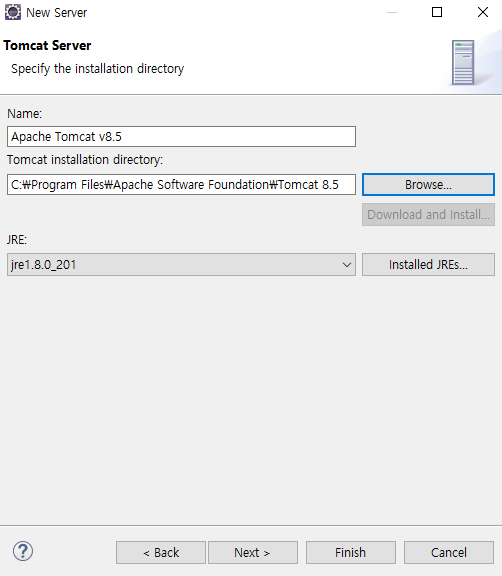 New Server
Tomcat Server
Specify the installation directory
Name:
Apache Tomcat v8.5
Tomcat installation directory:
C:₩Program Files₩Apache Software Foundation₩Tomcat 8.5
Browse...
Download and Install...
JRE:
jre1.8.0_201
Installed JREs...
?
< Back
Next >
Finish
Cancel